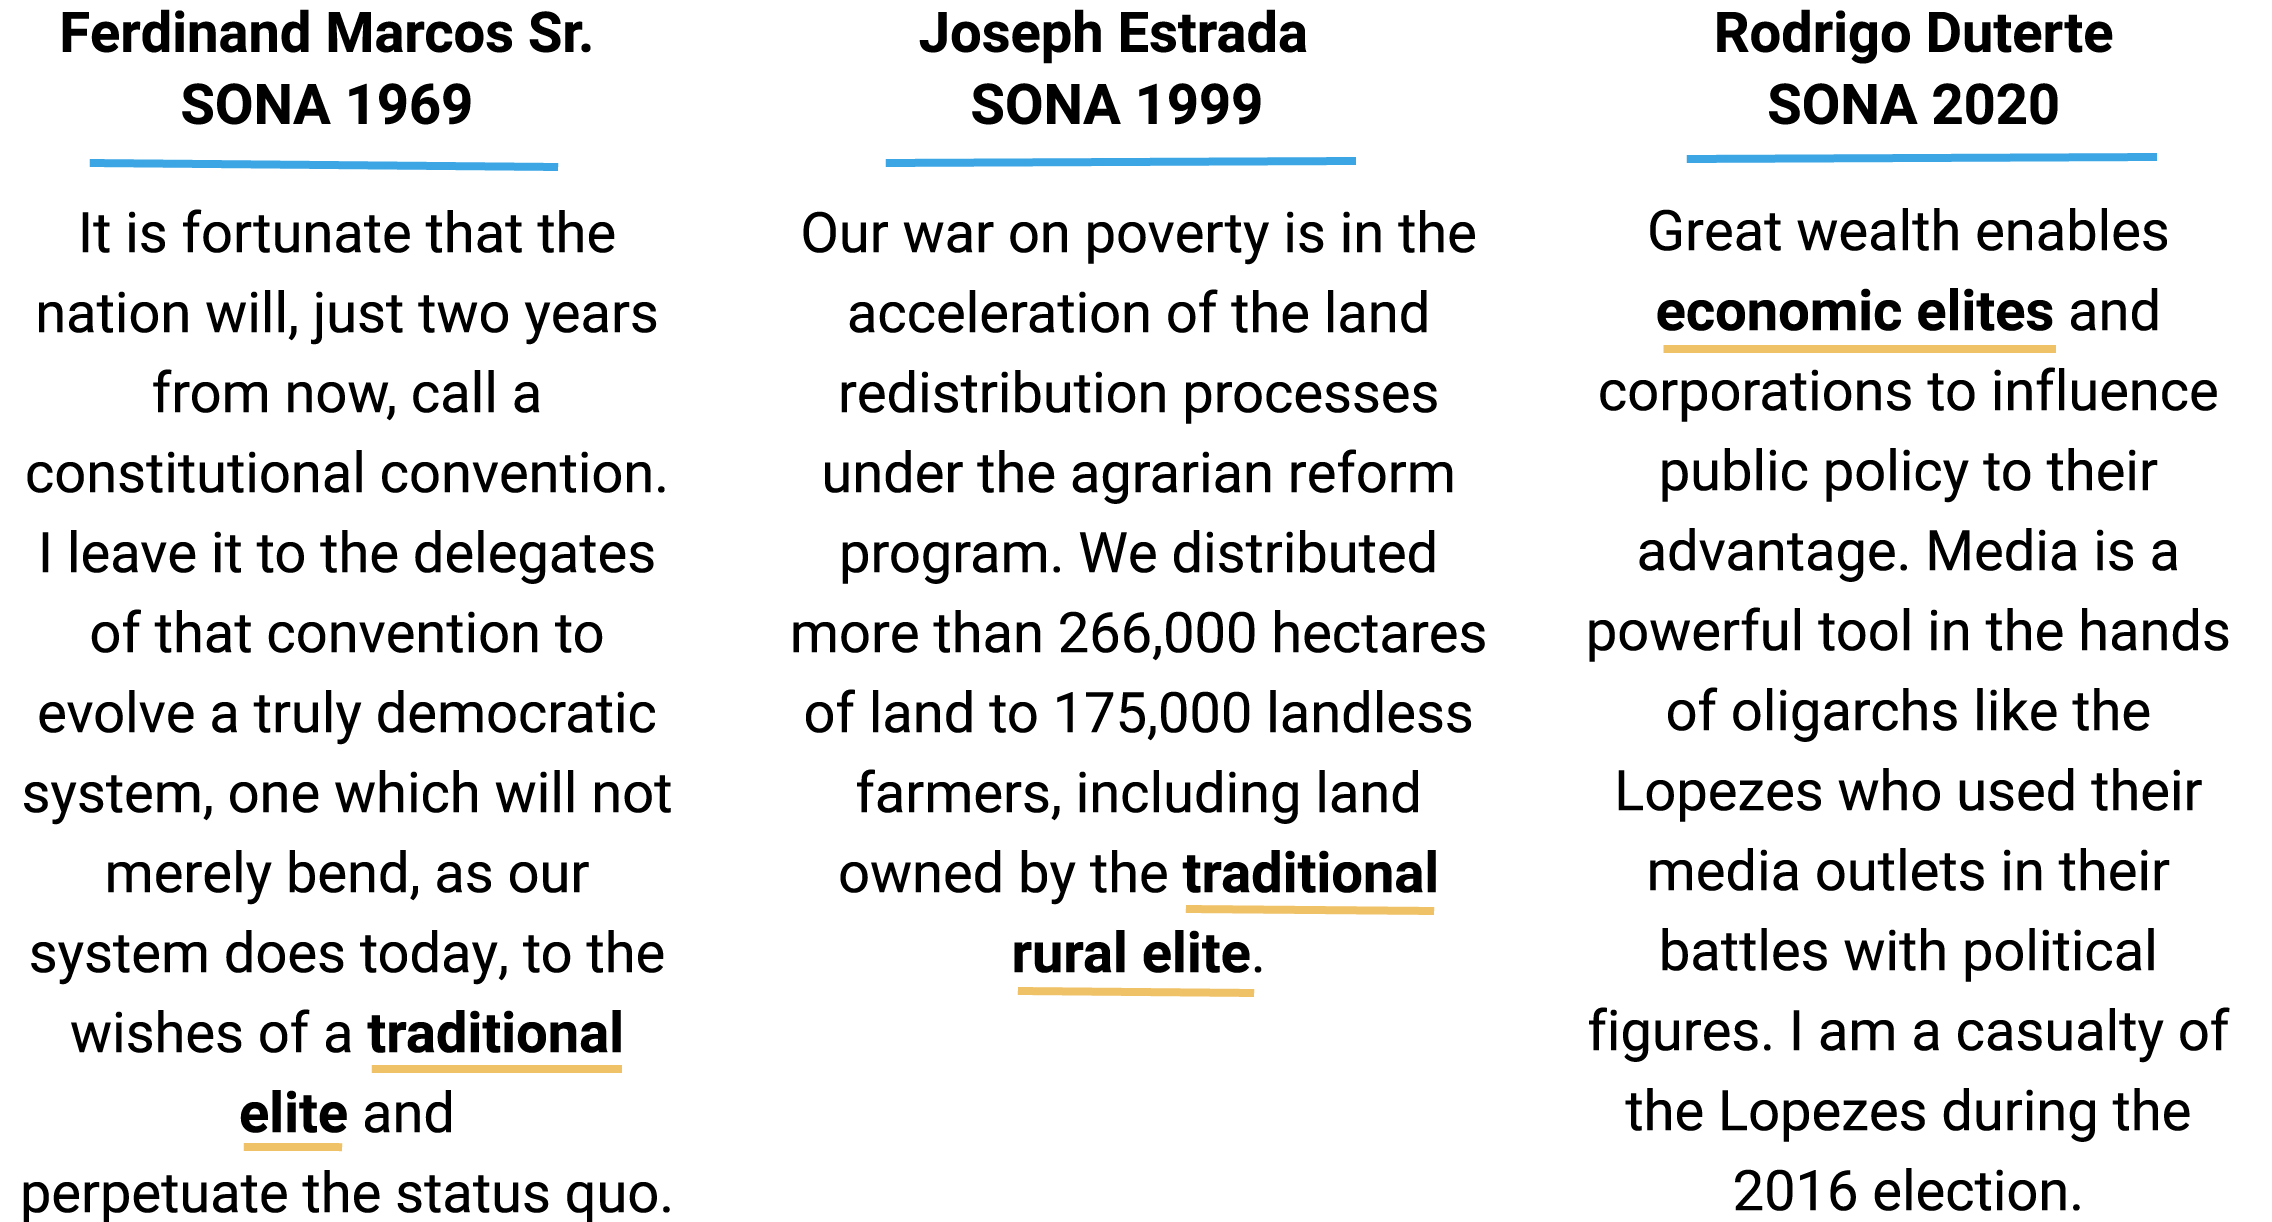 Ferdinand Marcos Sr.
SONA 1969
It is fortunate that the
nation will, just two years
from now, call a
constitutional convention.
I leave it to the delegates
of that convention to
evolve a truly democratic
system, one which will not
merely bend, as our
system does today, to the
wishes of a traditional
elite and
perpetuate the status quo.
Joseph Estrada
SONA 1999
Our war on poverty is in the
acceleration of the land
redistribution processes
under the agrarian reform
program. We distributed
more than 266,000 hectares
of land to 175,000 landless
farmers, including land
owned by the traditional
rural elite.
Rodrigo Duterte
SONA 2020
Great wealth enables
economic elites and
corporations to influence
public policy to their
advantage. Media is a
powerful tool in the hands
of oligarchs like the
Lopezes who used their
media outlets in their
battles with political
figures. I am a casualty of
the Lopezes during the
2016 election.